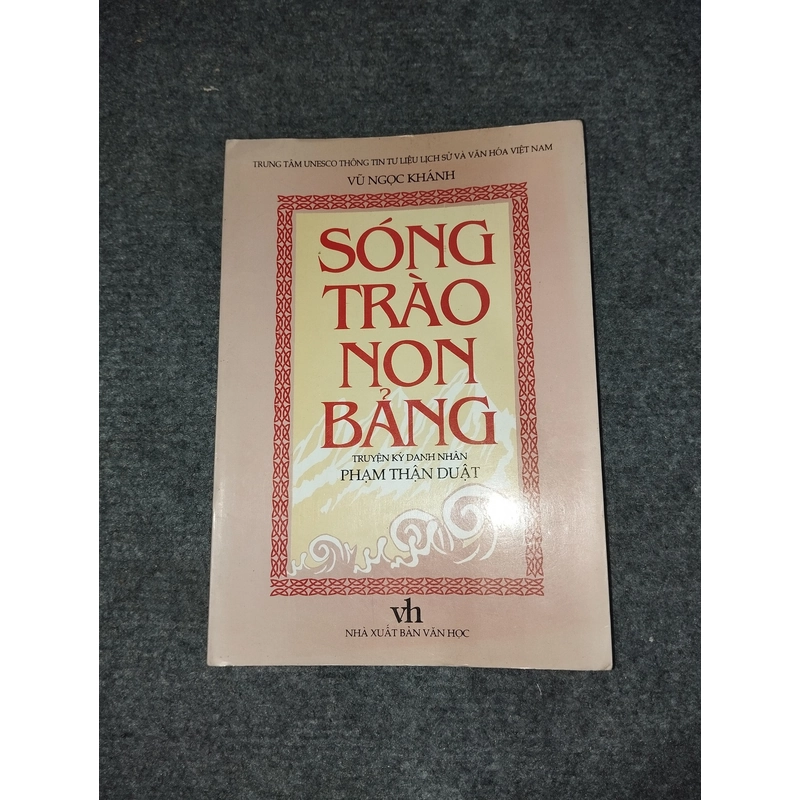 TRUNG TÂM UNESCO THÔNG TIN TƯ LIỆU LỊCH SỬ VÀ VĂN HÓA VIỆT NAM
VŨ NGỌC KHÁNH
SÓNG
TRÀO
NON
BẢNG
TRUYỆN KÝ DANH NHÂN
PHẠM THẬN DUẬT
vh
NHÀ XUẤT BẢN VĂN HỌC